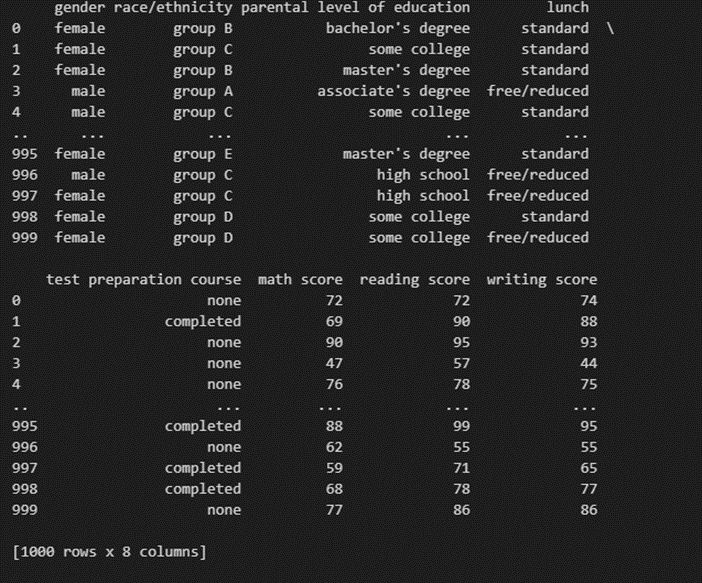 gender race/ethnicity parental level of education lunch
0 female group B bachelor's degree standard \
1 female group C some college standard
2 female group B master's degree standard
3 male group A associate's degree free/reduced
4 male group C some college standard
.. ... ... ... ...
995 female group E master's degree standard
996 male group C high school free/reduced
997 female group C high school free/reduced
998 female group D some college standard
999 female group D some college free/reduced
test preparation course math score reading score writing score
0 none 72 72 74
1 completed 69 90 88
2 none 90 95 93
3 none 47 57 44
4 none 76 78 75
.. ... ... ... ...
995 completed 88 99 95
996 none 62 55 55
997 completed 59 71 65
998 completed 68 78 77
999 none 77 86 86
[1000 rows x 8 columns]